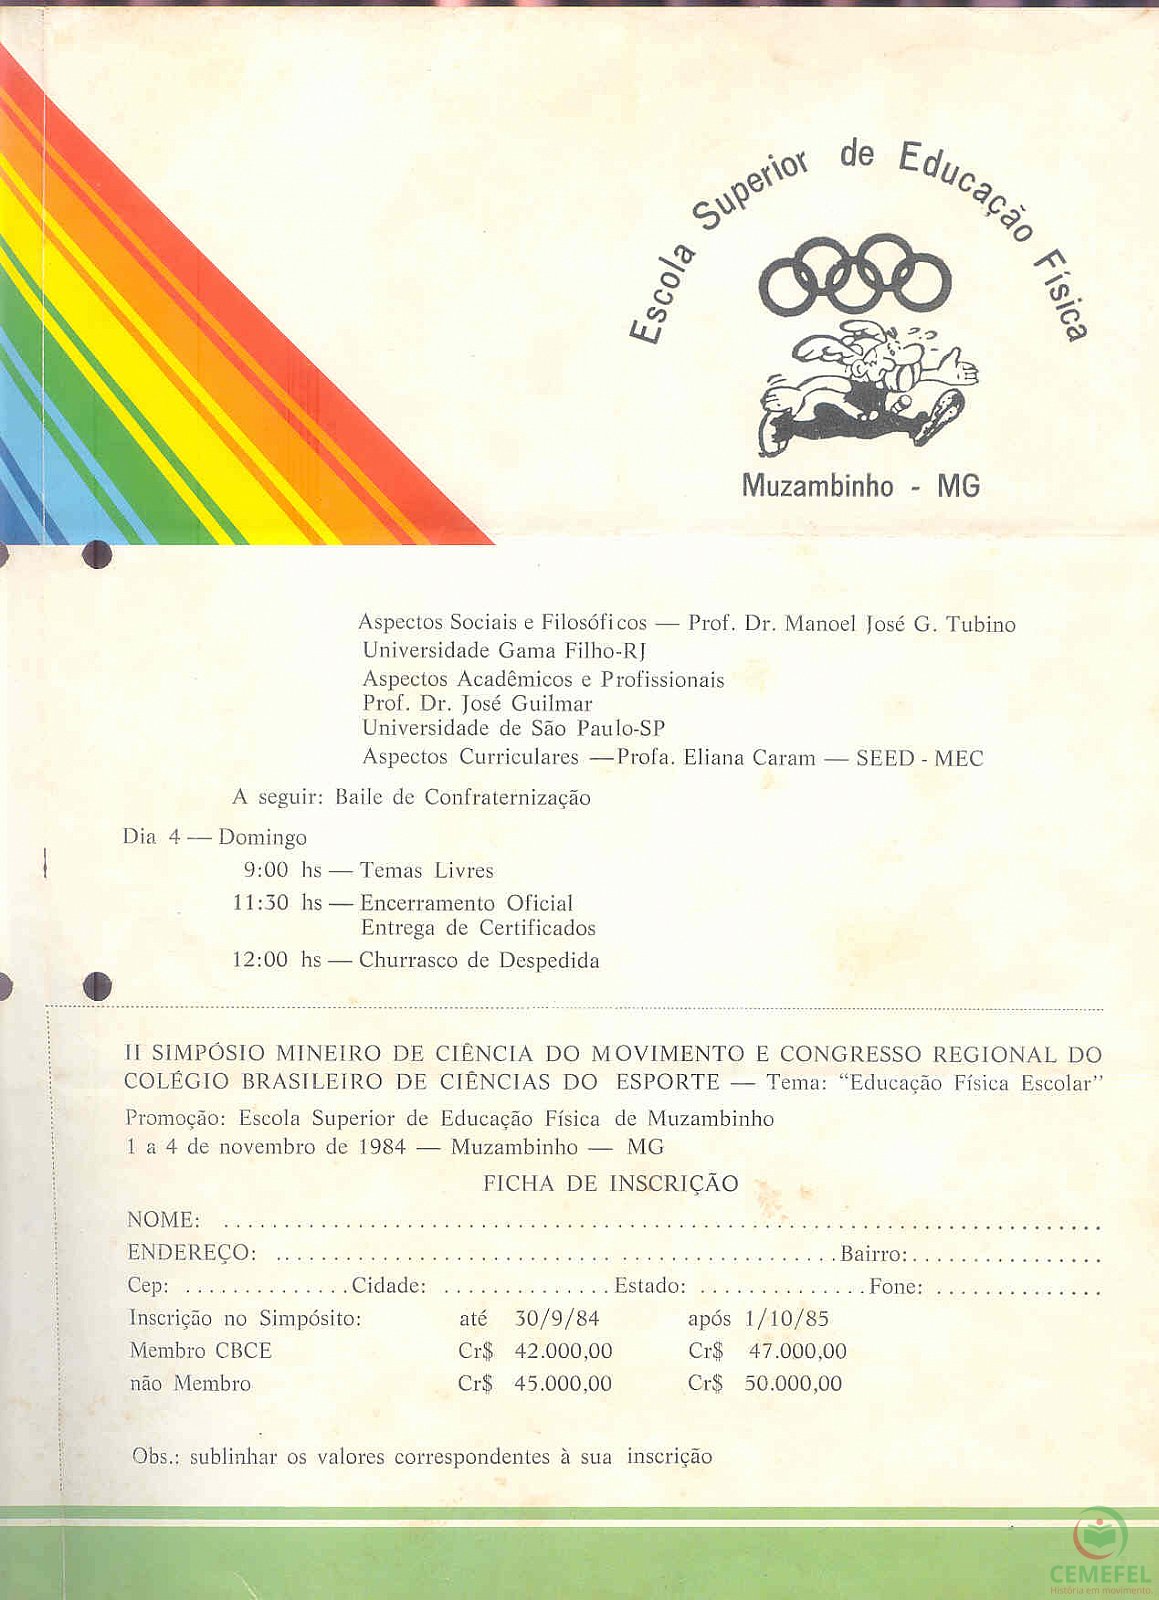 Escola Superior de Educação Física
Muzambinho - MG
Aspectos Sociais e Filosóficos — Prof. Dr. Manoel José G. Tubino
Universidade Gama Filho-RJ
Aspectos Acadêmicos e Profissionais
Prof. Dr. José Guilmar
Universidade de São Paulo-SP
Aspectos Curriculares —Profa. Eliana Caram — SEED - MEC
A seguir: Baile de Confraternização
Dia 4 — Domingo
9:00 hs — Temas Livres
11:30 hs — Encerramento Oficial
Entrega de Certificados
12:00 hs — Churrasco de Despedida
II SIMPÓSIO MINEIRO DE CIÊNCIA DO MOVIMENTO E CONGRESSO REGIONAL DO
COLÉGIO BRASILEIRO DE CIÊNCIAS DO ESPORTE — Tema: “Educação Física Escolar”
Promoção: Escola Superior de Educação Física de Muzambinho
1 a 4 de novembro de 1984 — Muzambinho — MG
FICHA DE INSCRIÇÃO
NOME: ........................................................................
ENDEREÇO: ...............................................Bairro:................
Cep: ..............Cidade: ..............Estado: ..............Fone: ..............
Inscrição no Simpósito: até 30/9/84 após 1/10/85
Membro CBCE Cr$ 42.000,00 Cr$ 47.000,00
não Membro Cr$ 45.000,00 Cr$ 50.000,00
Obs.: sublinhar os valores correspondentes à sua inscrição
CEMEFEL
História em movimento.